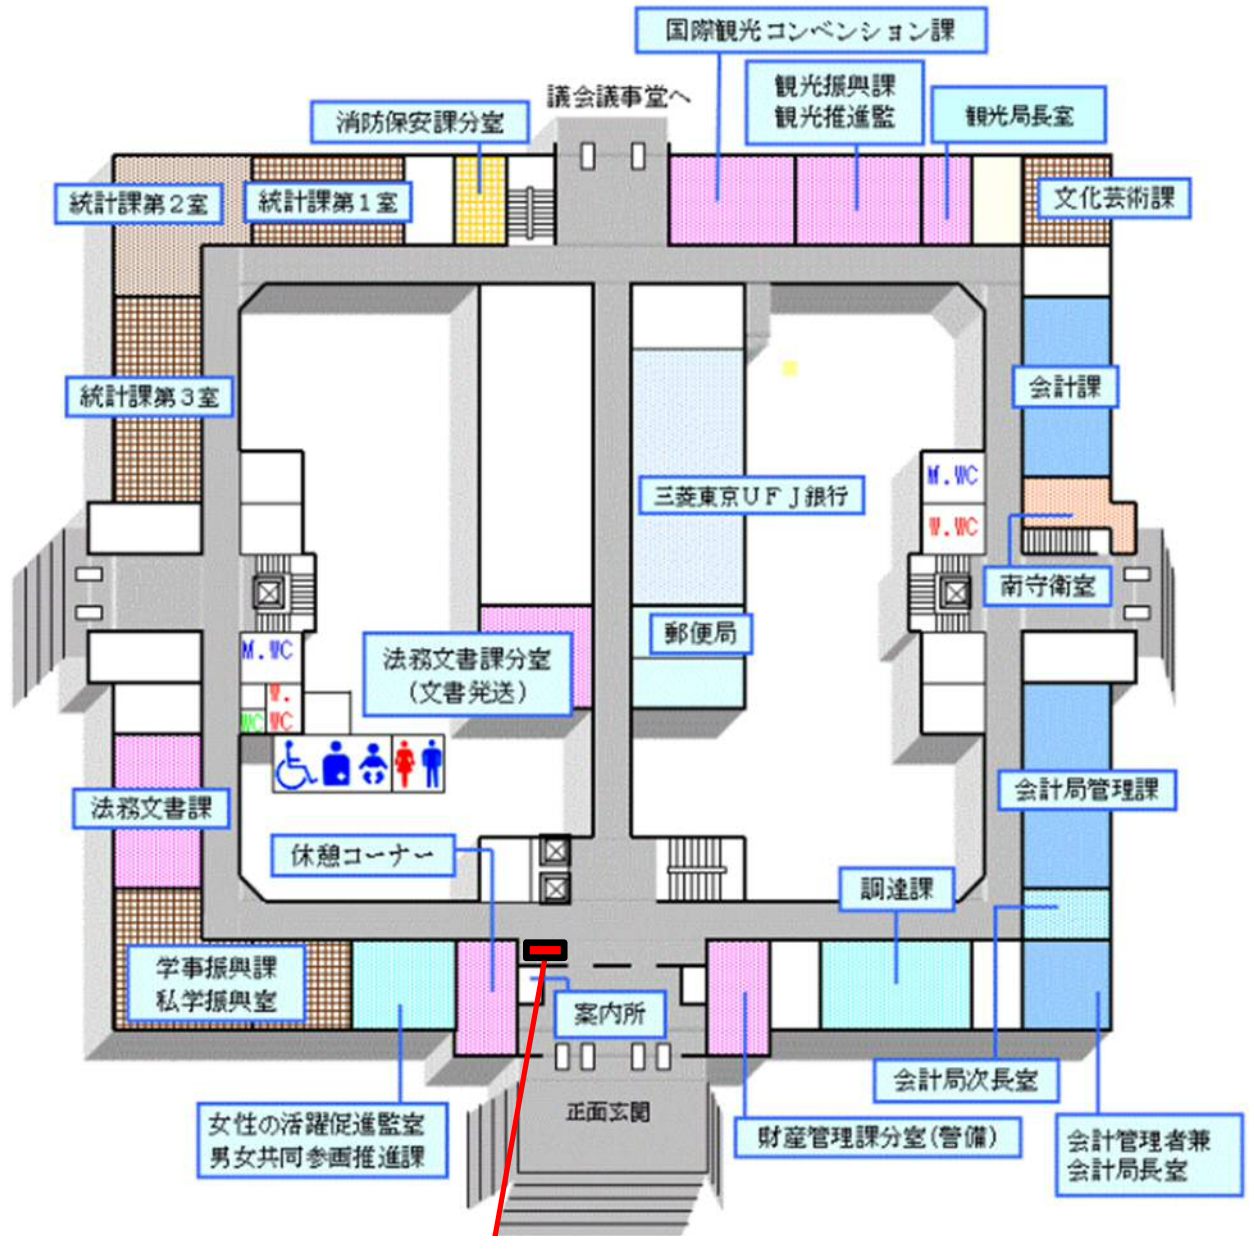 国際観光コンベンション課
観光振興課
観光推進監
観光局長室
議会議事堂へ
消防保安課分室
統計課第２室
統計課第１室
文化芸術課
統計課第３室
会計課
M.WC
W.WC
三菱東京ＵＦＪ銀行
南守衛室
郵便局
M.WC
W.
WC
WC
法務文書課分室
(文書発送)
法務文書課
会計局管理課
休憩コーナー
調達課
学事振興課
私学振興室
案内所
会計局次長室
正面玄関
女性の活躍促進監室
男女共同参画推進課
財産管理課分室(警備)
会計管理者兼
会計局長室